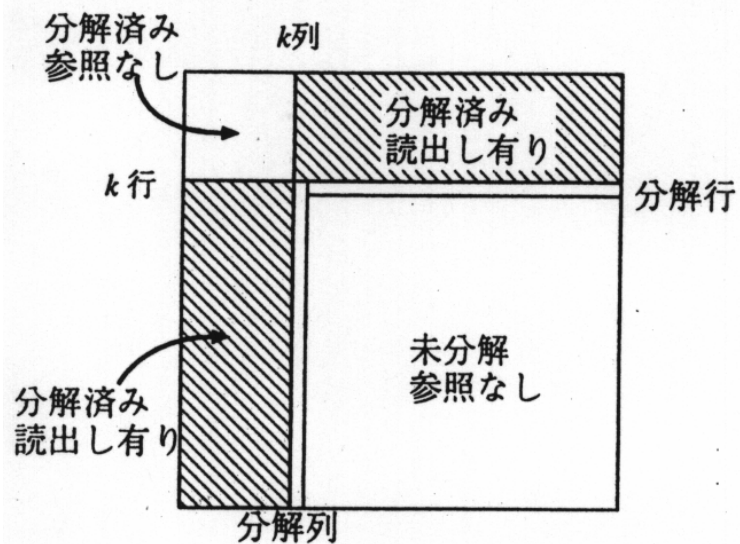 分解済み
参照なし
k列
分解済み
読出し有り
k行
分解行
未分解
参照なし
分解済み
読出し有り
分解列